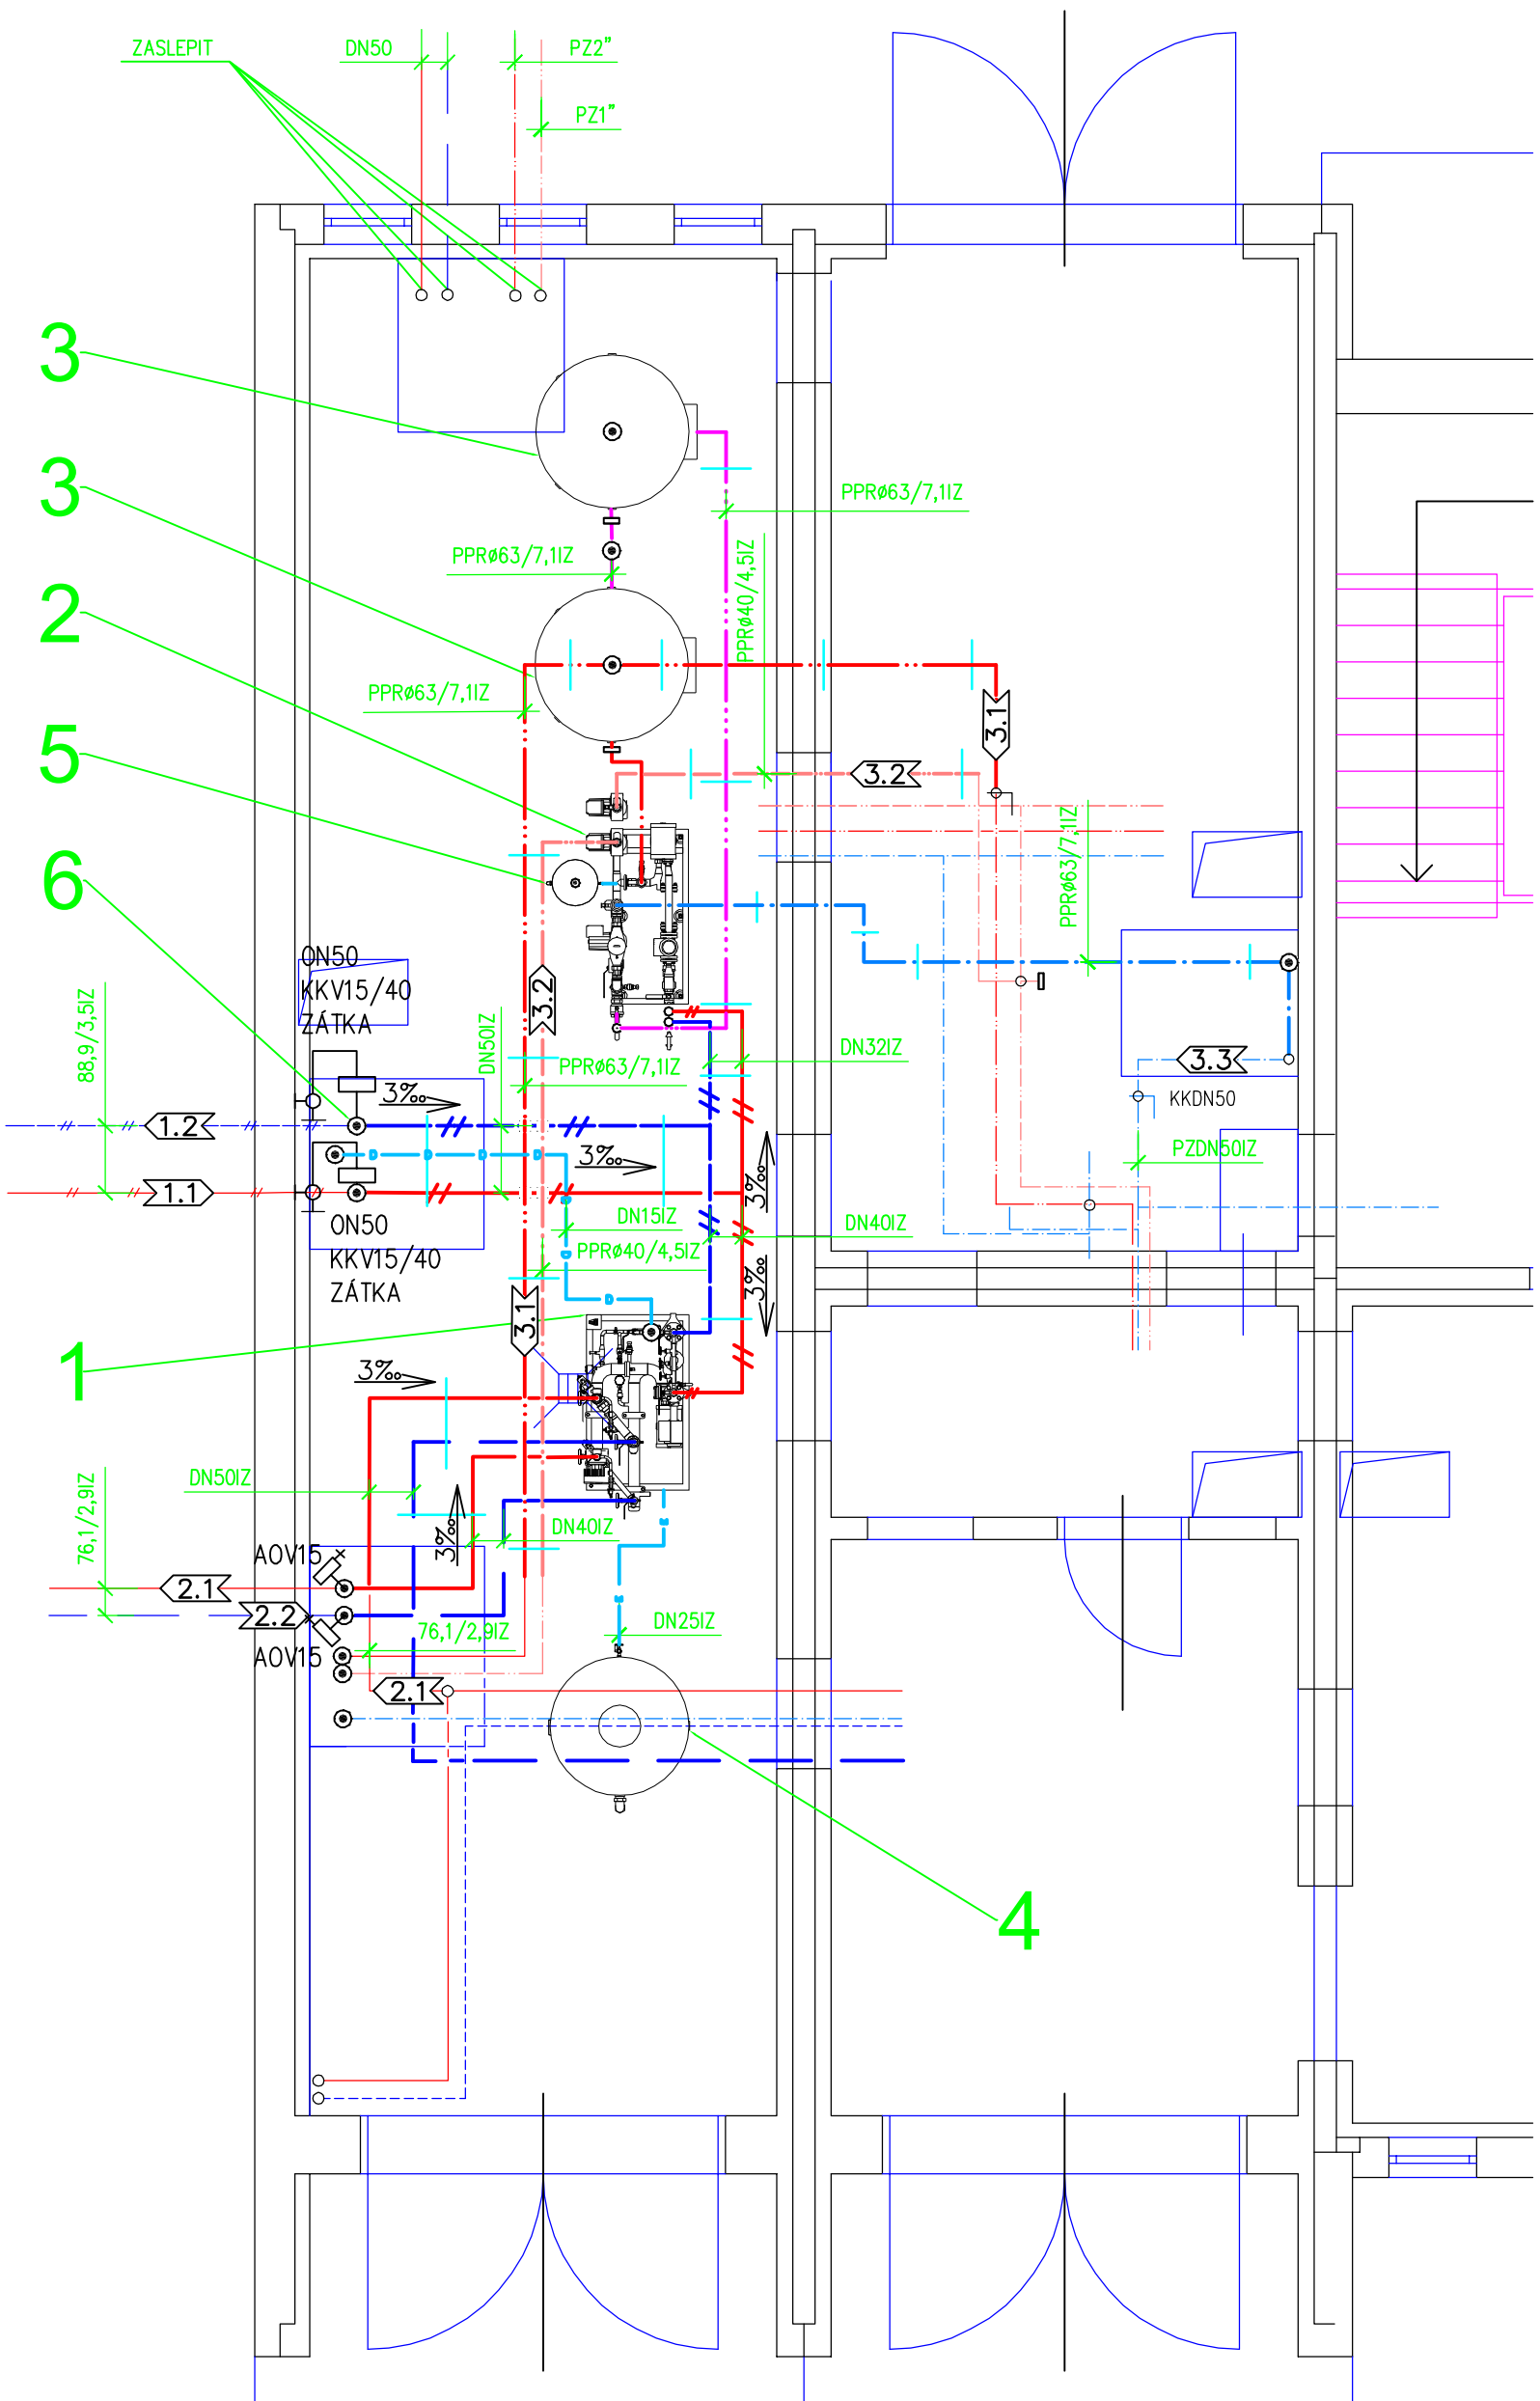 ZASLEPIT
DN50
PZ2"
PZ1"
3
3
PPRø63/7,1IZ
PPRø63/7,1IZ
PPRø40/4,5IZ
2
PPRø63/7,1IZ
3.1
5
3.2
PPRø63/7,1IZ
6
ON50
KKV15/40
ZÁTKA
3.2
88,9/3,5IZ
DN50IZ
DN32IZ
PPRø63/7,1IZ
3.3
3‰
KKDN50
1.2
PZDN50IZ
3‰
3‰
1.1
ON50
KKV15/40
ZÁTKA
DN15IZ
DN40IZ
PPRø40/4,5IZ
3‰
3.1
1
3‰
DN50IZ
76,1/2,9IZ
3‰
DN40IZ
AOV15
2.1
2.2
76,1/2,9IZ
DN25IZ
AOV15
2.1
4